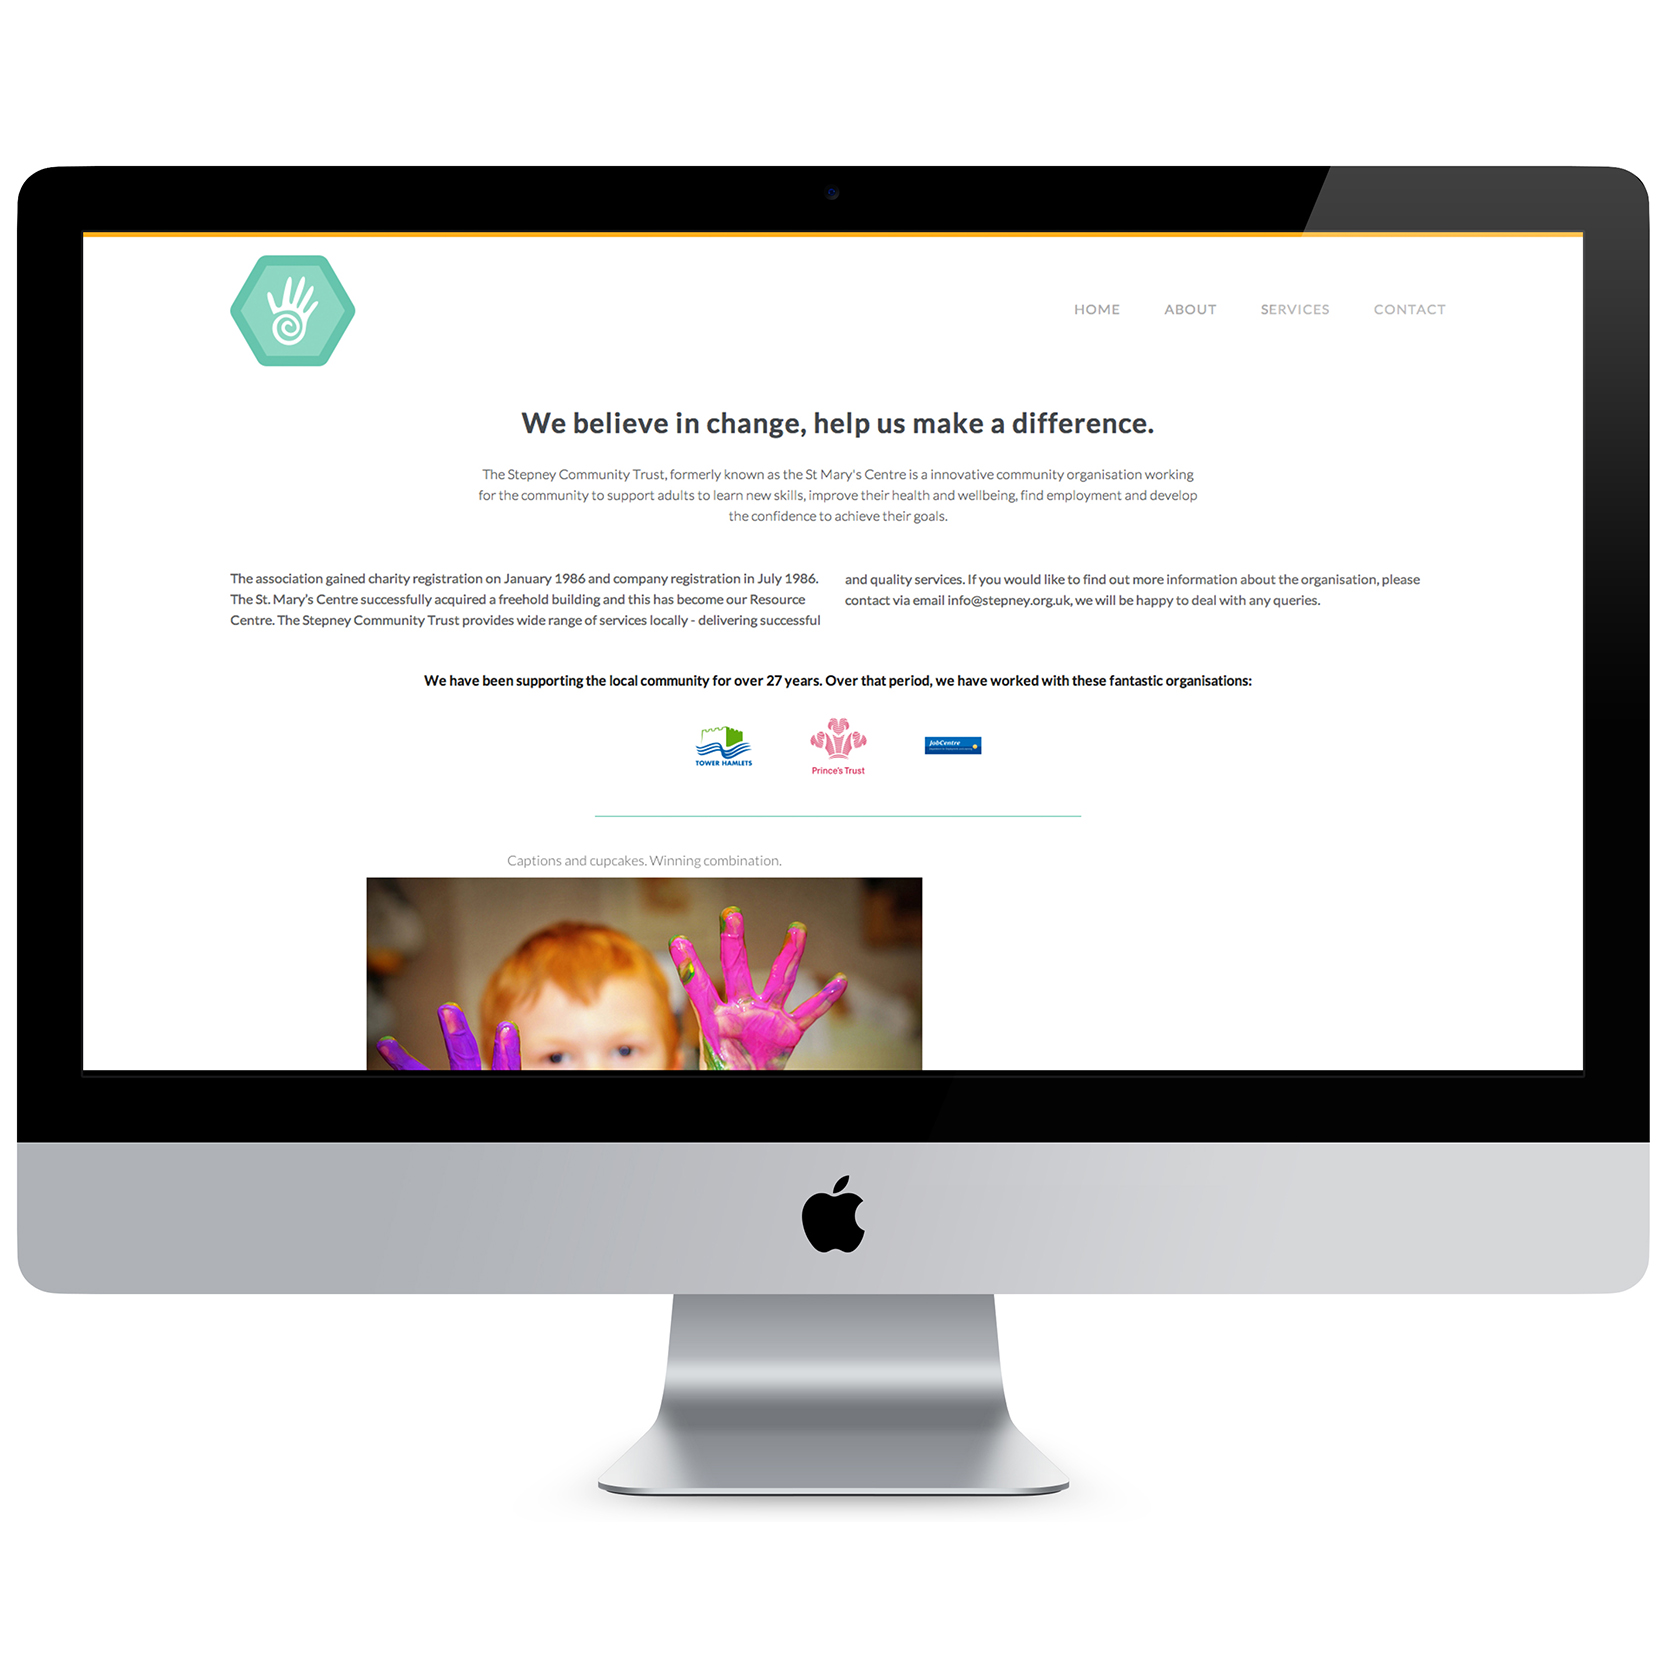 HOME ABOUT SERVICES CONTACT
We believe in change, help us make a difference.
The Stepney Community Trust, formerly known as the St Mary's Centre is a innovative community organisation working
for the community to support adults to learn new skills, improve their health and wellbeing, find employment and develop
the confidence to achieve their goals.
The association gained charity registration on January 1986 and company registration in July 1986.
The St. Mary's Centre successfully acquired a freehold building and this has become our Resource
Centre. The Stepney Community Trust provides wide range of services locally - delivering successful
and quality services. If you would like to find out more information about the organisation, please
contact via email info@stepney.org.uk, we will be happy to deal with any queries.
We have been supporting the local community for over 27 years. Over that period, we have worked with these fantastic organisations:
TOWER HAMLETS
Prince's Trust
JobCentre
Captions and cupcakes. Winning combination.